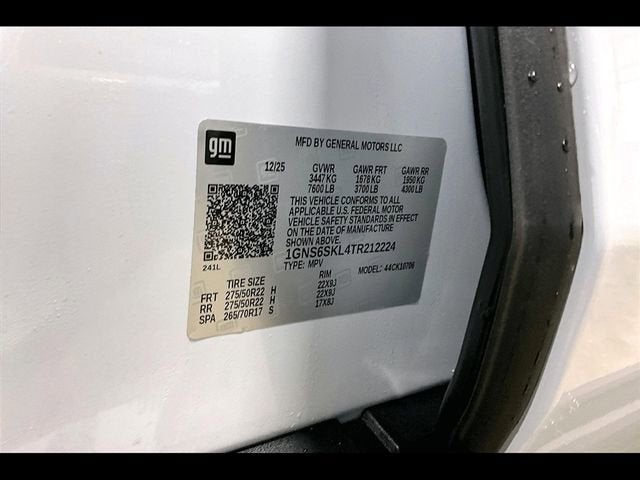 gm
MFD BY GENERAL MOTORS LLC
12/25 GVWR GAWR FRT GAWR RR
3447 KG 1678 KG 1950 KG
7600 LB 3700 LB 4300 LB
THIS VEHICLE CONFORMS TO ALL
APPLICABLE U.S. FEDERAL MOTOR
VEHICLE SAFETY STANDARDS IN EFFECT
ON THE DATE OF MANUFACTURE
SHOWN ABOVE.
1GNS6SKL4TR212224
241L
TYPE: MPV MODEL: 44CK10706
TIRE SIZE RIM
FRT 275/50R22 H 22X9J
RR 275/50R22 H 22X9J
SPA 265/70R17 S 17X8J